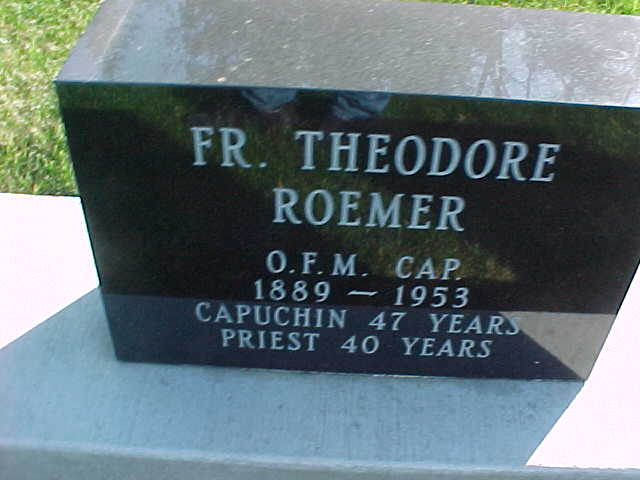 FR. THEODORE
ROEMER
O.F.M. CAP.
1889 — 1953
CAPUCHIN 47 YEARS
PRIEST 40 YEARS